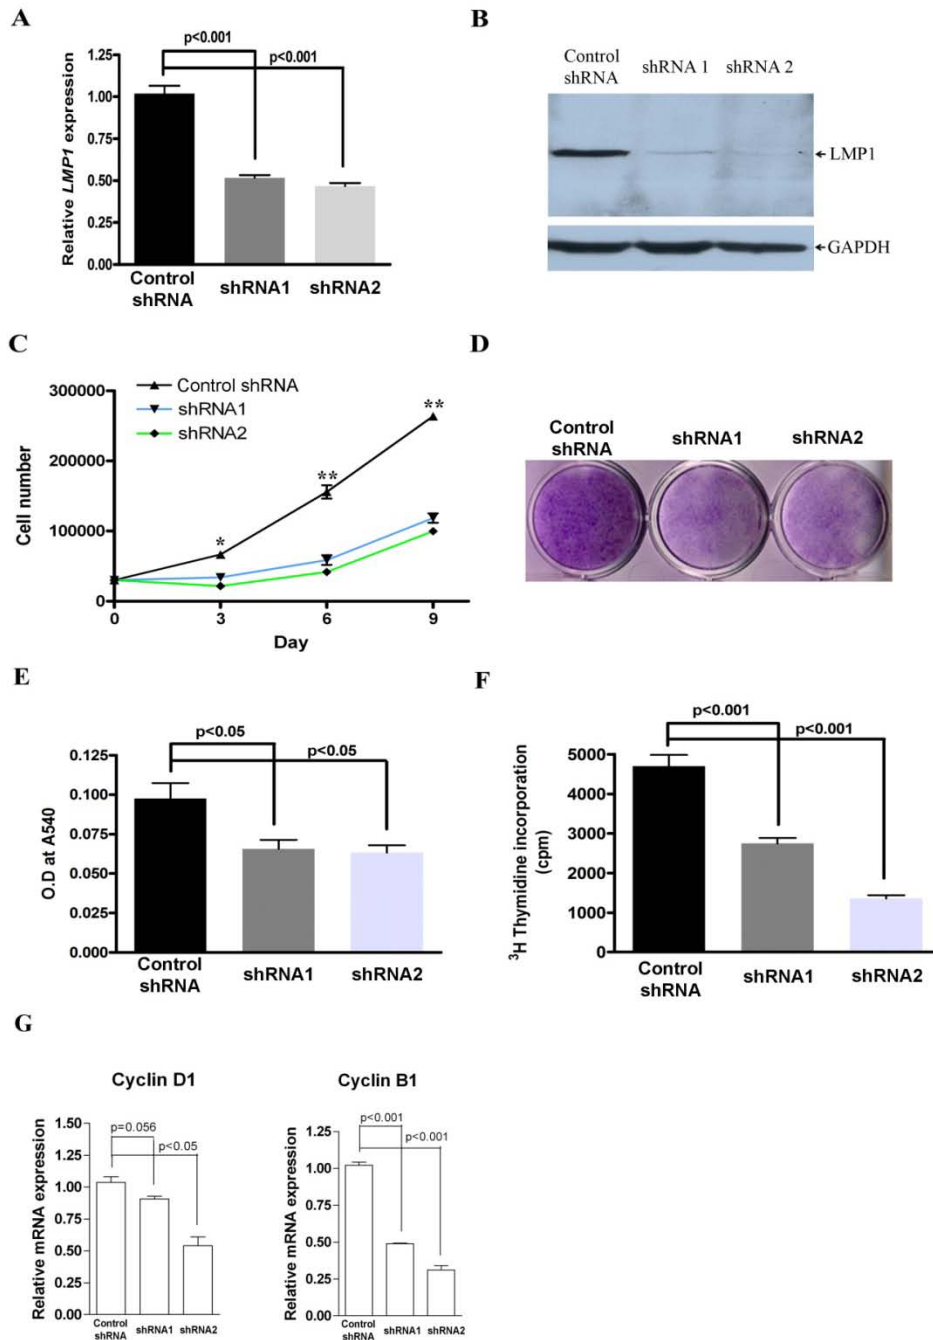 A
p<0.001
p<0.001
Relative LMP1 expression
1.25
1.00
0.75
0.50
0.25
0.00
Control
shRNA
shRNA1
shRNA2
B
Control
shRNA
shRNA 1
shRNA 2
LMP1
GAPDH
C
Cell number
300000
200000
100000
0
Control shRNA
shRNA1
shRNA2
*
**
**
0
3
6
9
Day
D
Control
shRNA
shRNA1
shRNA2
E
p<0.05
p<0.05
O.D at A540
0.125
0.100
0.075
0.050
0.025
0.000
Control
shRNA
shRNA1
shRNA2
F
p<0.001
p<0.001
³H Thymidine incorporation
(cpm)
5000
4000
3000
2000
1000
0
Control
shRNA
shRNA1
shRNA2
G
Cyclin D1
p=0.056
p<0.05
Relative mRNA expression
1.50
1.25
1.00
0.75
0.50
0.25
0.00
Control
shRNA
shRNA1
shRNA2
Cyclin B1
p<0.001
p<0.001
Relative mRNA expression
1.25
1.00
0.75
0.50
0.25
0.00
Control
shRNA
shRNA1
shRNA2